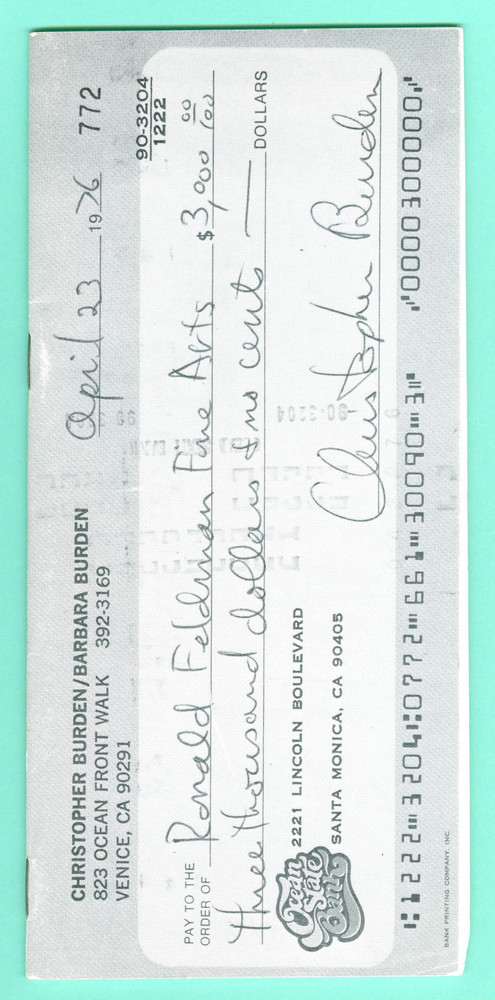 CHRISTOPHER BURDEN/BARBARA BURDEN
823 OCEAN FRONT WALK 392-3169
VENICE, CA 90291
772
April 23 1976
90-3204
1222
PAY TO THE
ORDER OF Ronald Feldman Fine Arts $3,000 00/100
Three thousand dollars + no cents DOLLARS
Ocean State Bank
2221 LINCOLN BOULEVARD
SANTA MONICA, CA 90405
Christopher Burden
⑆1222⑉3204⑆0772⑈661⑈30090⑈3⑈ ⑈0000300000⑈
BANK PRINTING COMPANY, INC.